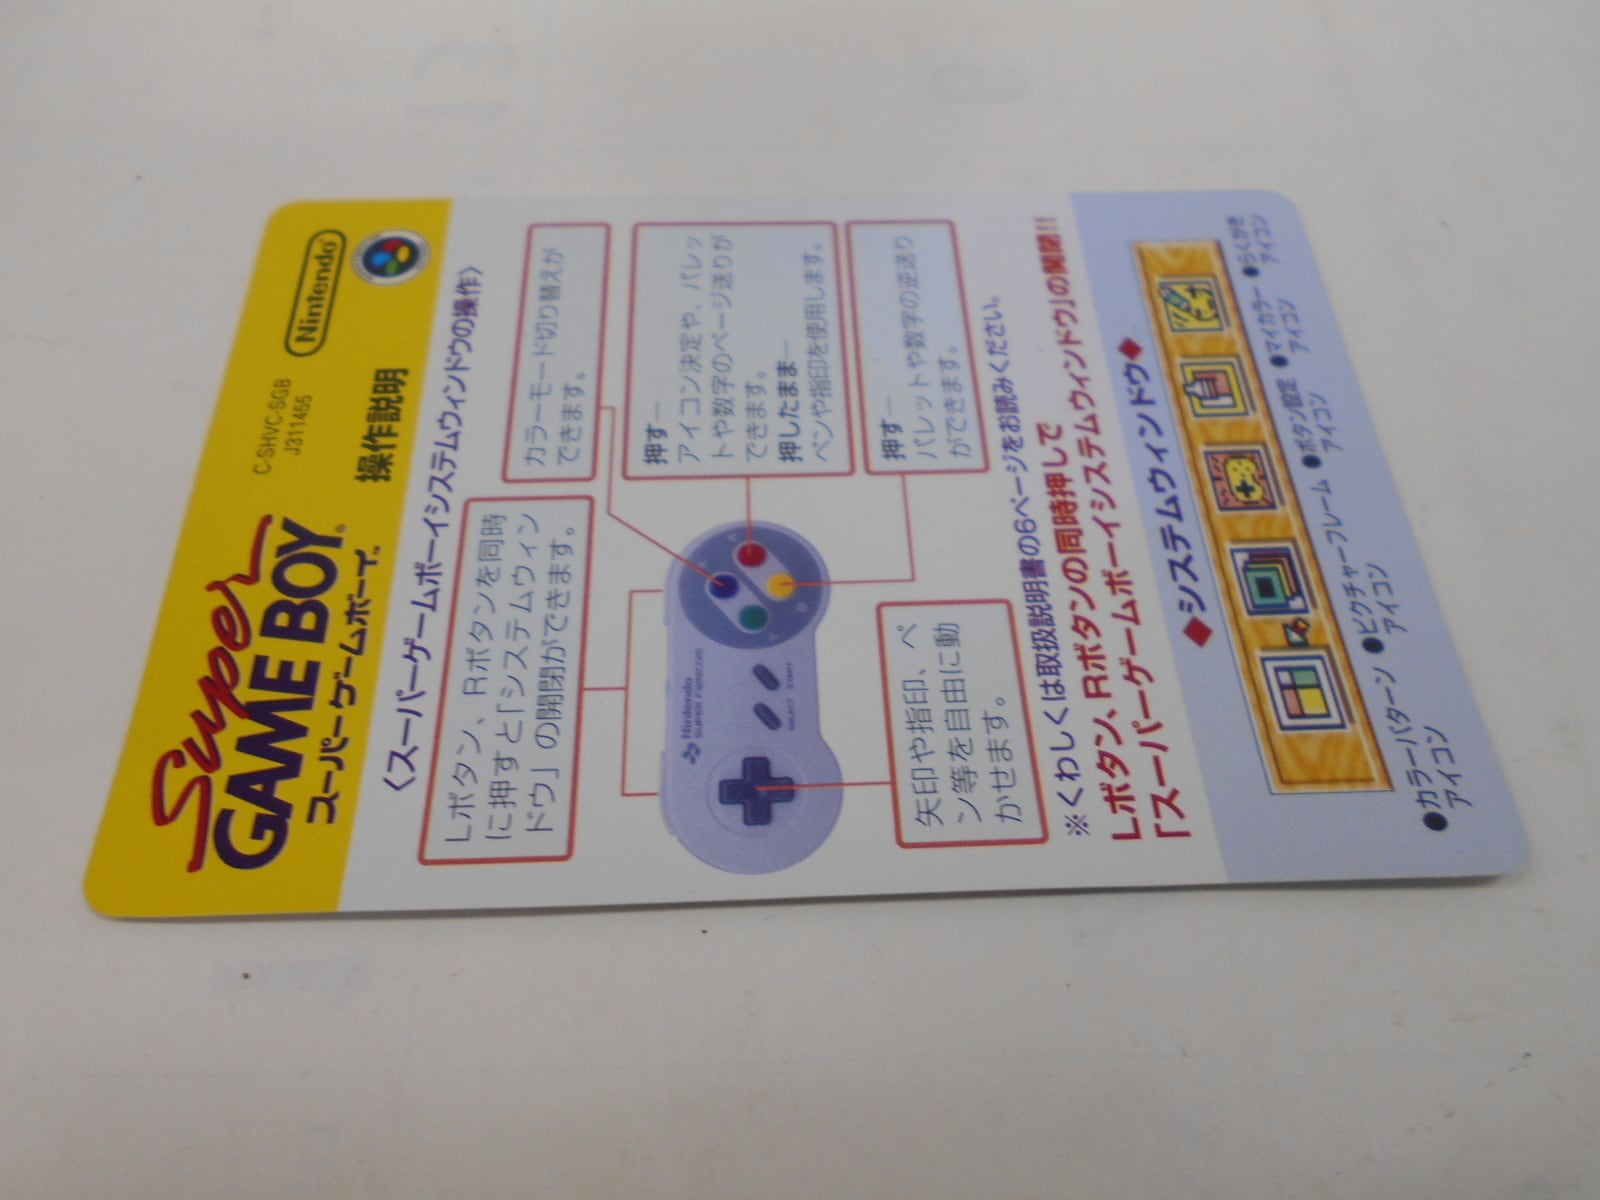 Super
GAME BOY®
スーパーゲームボーイ™
C-SHVC-SGB
J311455
操作説明
Nintendo®
〈スーパーゲームボーイシステムウィンドウの操作〉
Lボタン、Rボタンを同時
に押すと「システムウィン
ドウ」の開閉ができます。
カラーモード切り替えが
できます。
押す―
アイコン決定や、パレッ
トや数字のページ送りが
できます。
押したまま―
ペンや指印を使用します。
押す―
パレットや数字の逆送り
ができます。
Nintendo
SUPER FAMICOM
SELECT
START
X
A
Y
B
矢印や指印、ペ
ン等を自由に動
かせます。
※くわしくは取扱説明書の6ページをお読みください。
Lボタン、Rボタンの同時押しで
「スーパーゲームボーイシステムウィンドウ」の開閉!!
◆システムウィンドウ◆
●カラーパターン
アイコン
●ピクチャーフレーム
アイコン
●ボタン設定
アイコン
●マイカラー
アイコン
●らくがき
アイコン